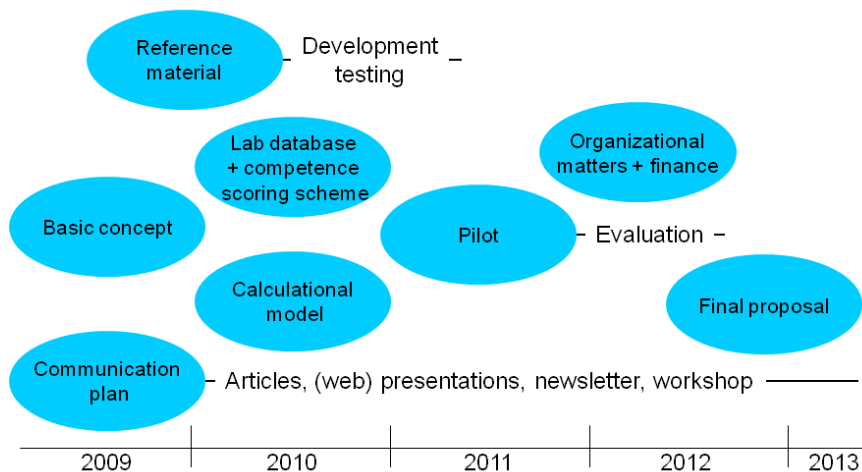 Reference
material
Development
testing
Lab database
+ competence
scoring scheme
Organizational
matters + finance
Basic concept
Pilot
Evaluation
Calculational
model
Final proposal
Communication
plan
Articles, (web) presentations, newsletter, workshop
2009 2010 2011 2012 2013